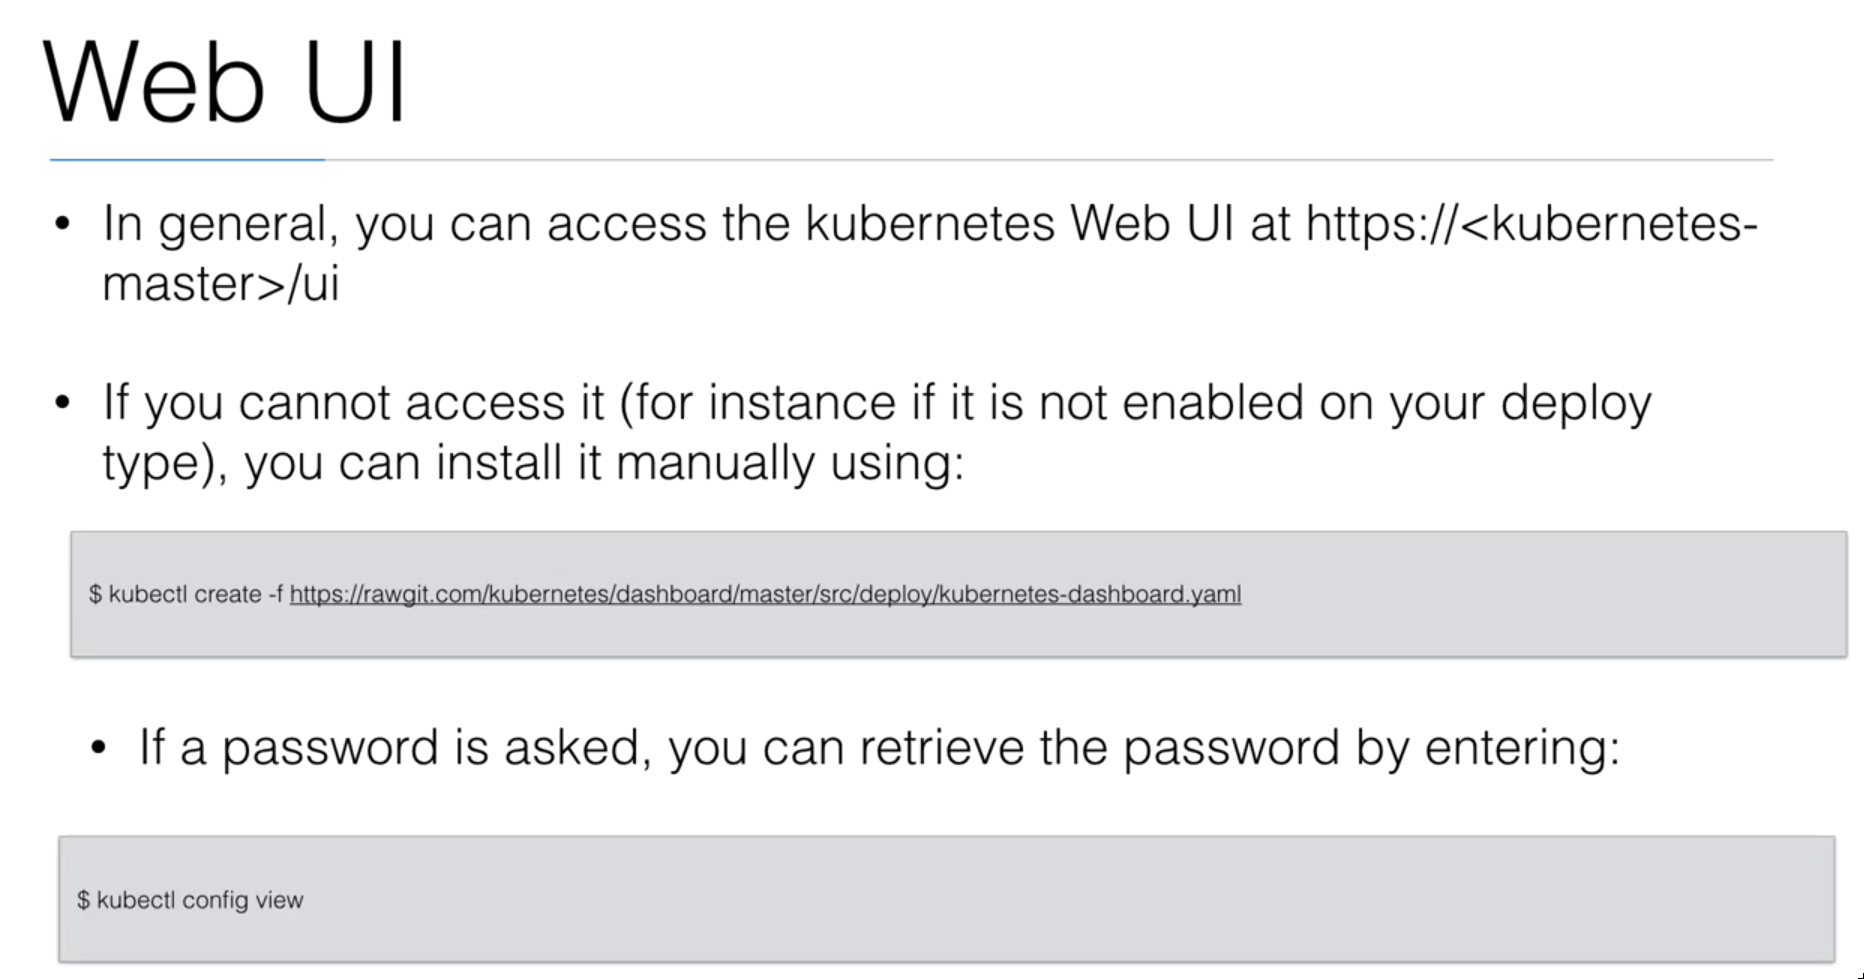 Web UI
• In general, you can access the kubernetes Web UI at https://<kubernetes-
master>/ui
• If you cannot access it (for instance if it is not enabled on your deploy
type), you can install it manually using:
$ kubectl create -f https://rawgit.com/kubernetes/dashboard/master/src/deploy/kubernetes-dashboard.yaml
• If a password is asked, you can retrieve the password by entering:
$ kubectl config view